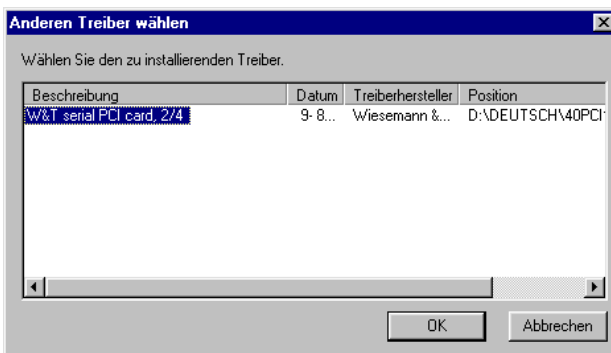 Anderen Treiber wählen
Wählen Sie den zu installierenden Treiber.
Beschreibung Datum Treiberhersteller Position
W&T serial PCI card, 2/4 9- 8... Wiesemann &... D:\DEUTSCH\40PCI
OK Abbrechen